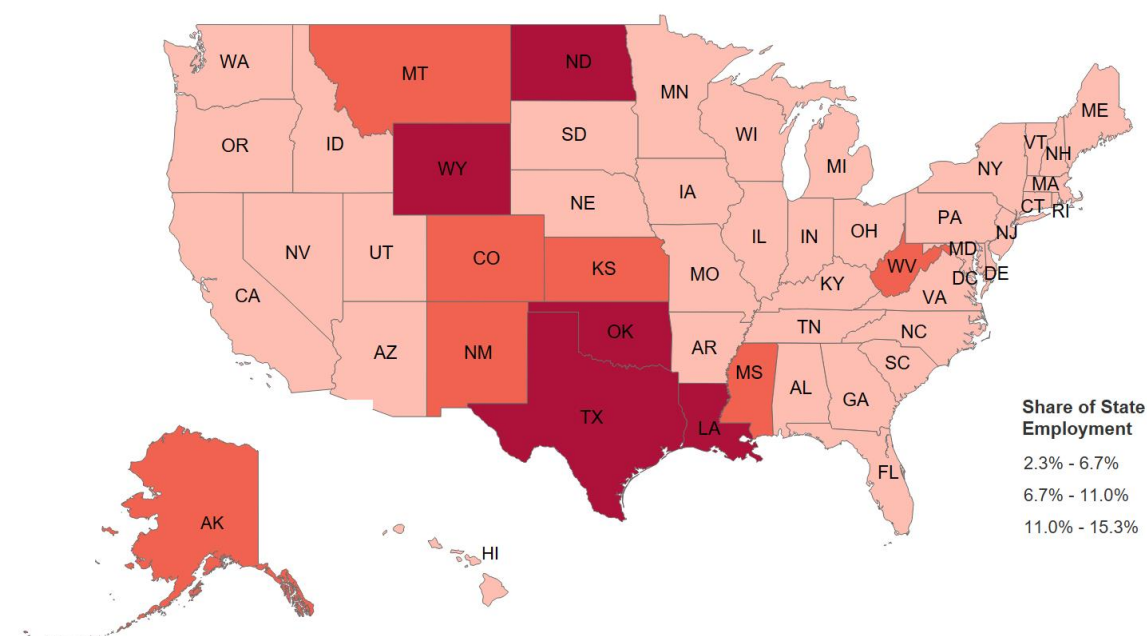 WA
MT
ND
MN
ME
OR
ID
SD
WI
VT
NH
WY
MI
NY
MA
NE
IA
CT
RI
PA
NV
UT
CO
KS
IL
IN
OH
NJ
MD
WV
DC
DE
CA
MO
KY
VA
AZ
NM
OK
AR
TN
NC
SC
MS
AL
GA
TX
LA
FL
AK
HI
Share of State
Employment
2.3% - 6.7%
6.7% - 11.0%
11.0% - 15.3%